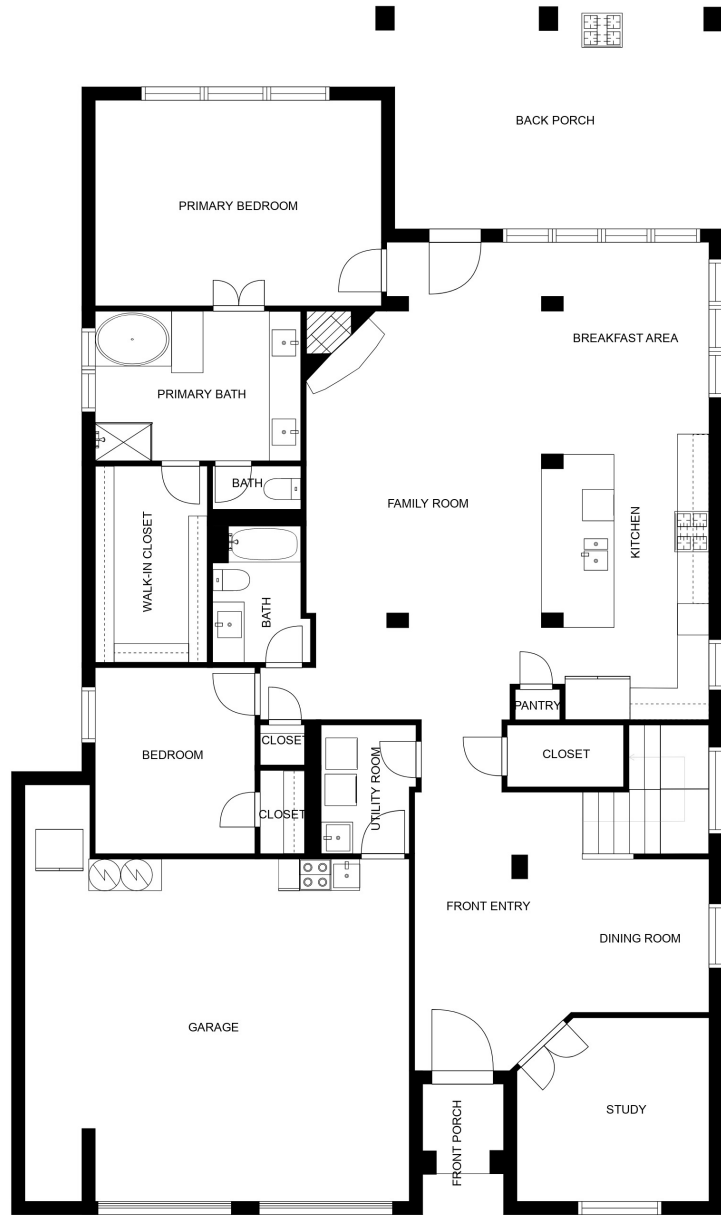 BACK PORCH
PRIMARY BEDROOM
BREAKFAST AREA
PRIMARY BATH
BATH
FAMILY ROOM
KITCHEN
WALK-IN CLOSET
BATH
PANTRY
CLOSET
BEDROOM
UTILITY ROOM
CLOSET
CLOSET
FRONT ENTRY
DINING ROOM
GARAGE
STUDY
FRONT PORCH